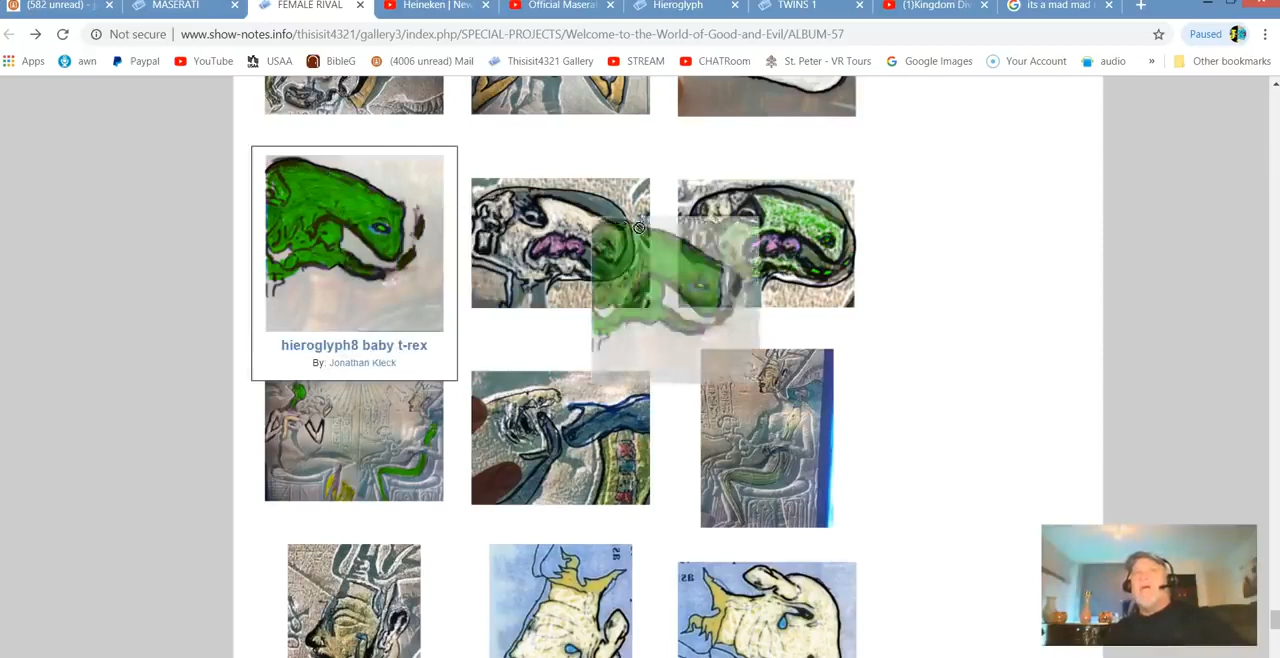 (582 unread) - j
MASERATI
FEMALE RIVAL
Heineken | New
Official Masera
Hieroglyph
TWINS 1
(1)Kingdom Div
its a mad mad
Not secure | www.show-notes.info/thisisit4321/gallery3/index.php/SPECIAL-PROJECTS/Welcome-to-the-World-of-Good-and-Evil/ALBUM-57
Paused
Apps
awn
Paypal
YouTube
USAA
BibleG
(4006 unread) Mail
Thisisit4321 Gallery
STREAM
CHATRoom
St. Peter - VR Tours
Google Images
Your Account
audio
»
Other bookmarks
hieroglyph8 baby t-rex
By: Jonathan Kleck